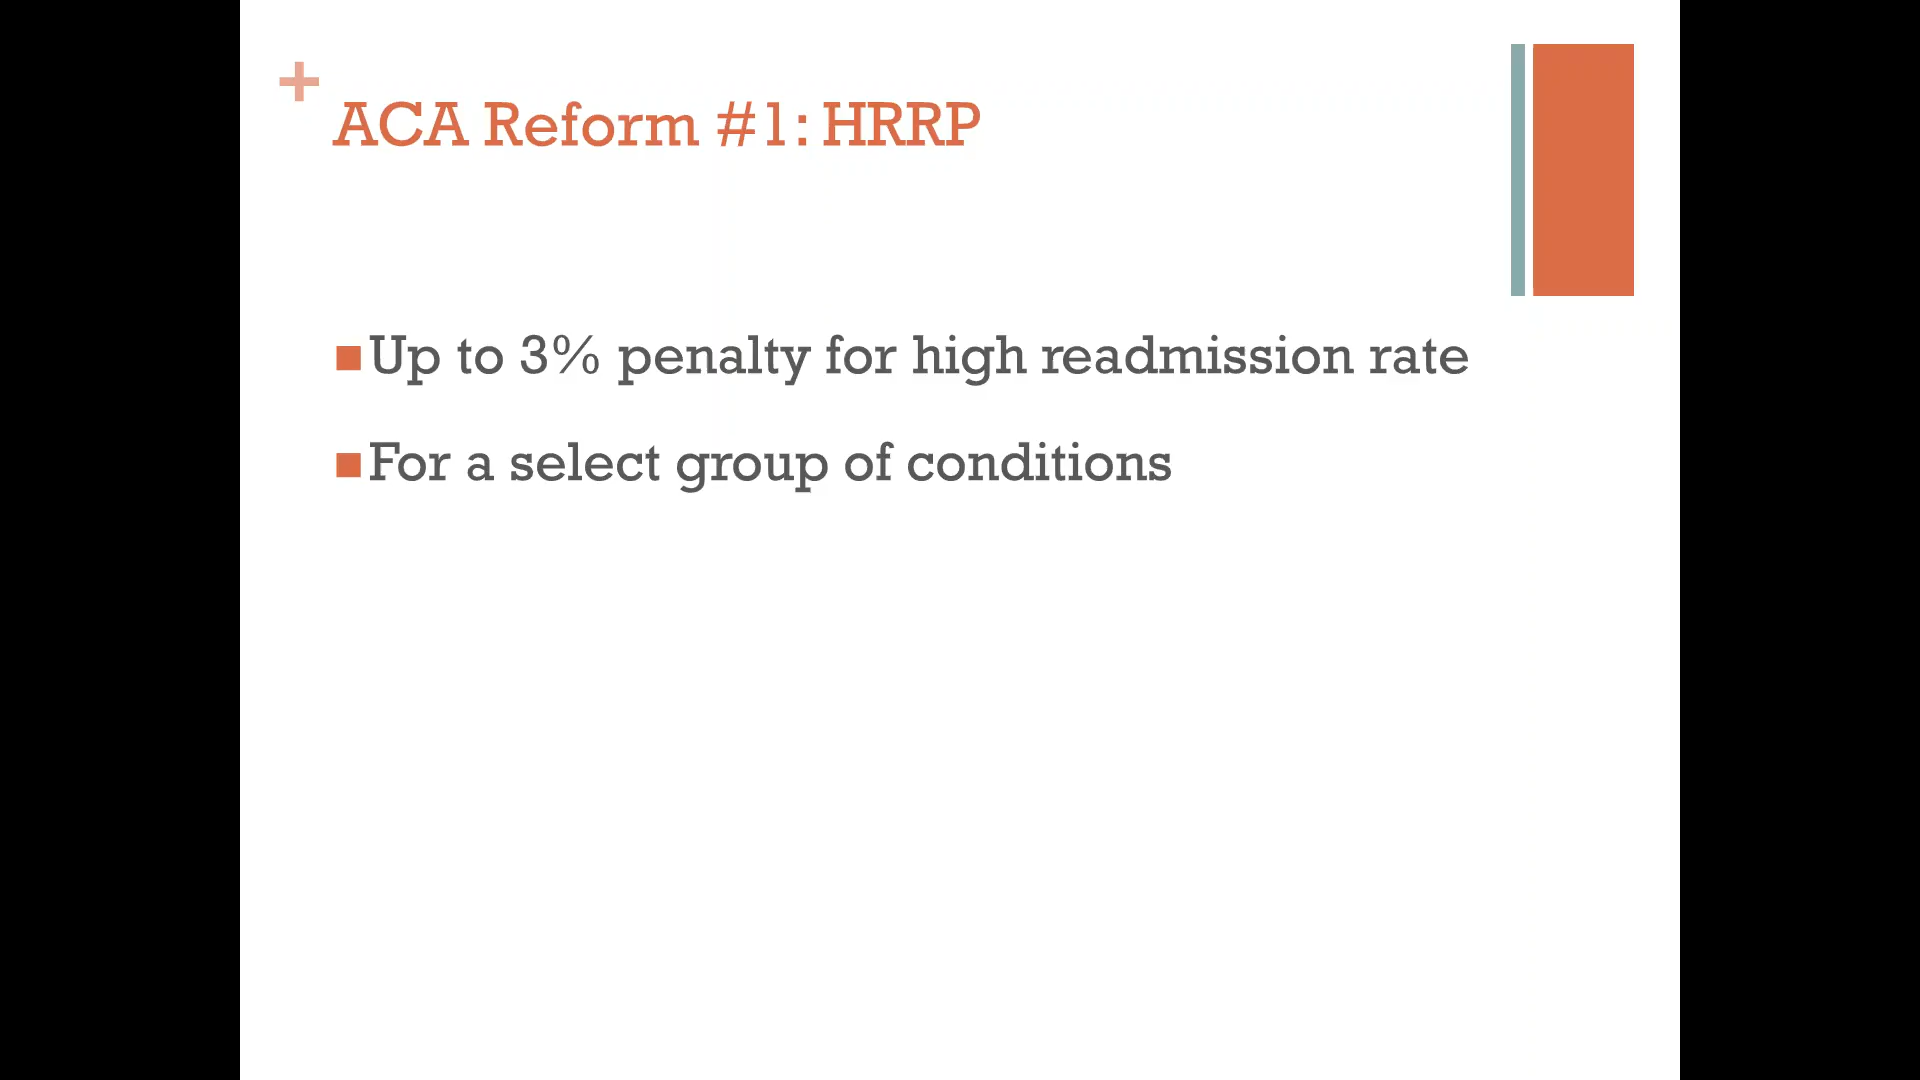 +
ACA Reform #1: HRRP
Up to 3% penalty for high readmission rate
For a select group of conditions